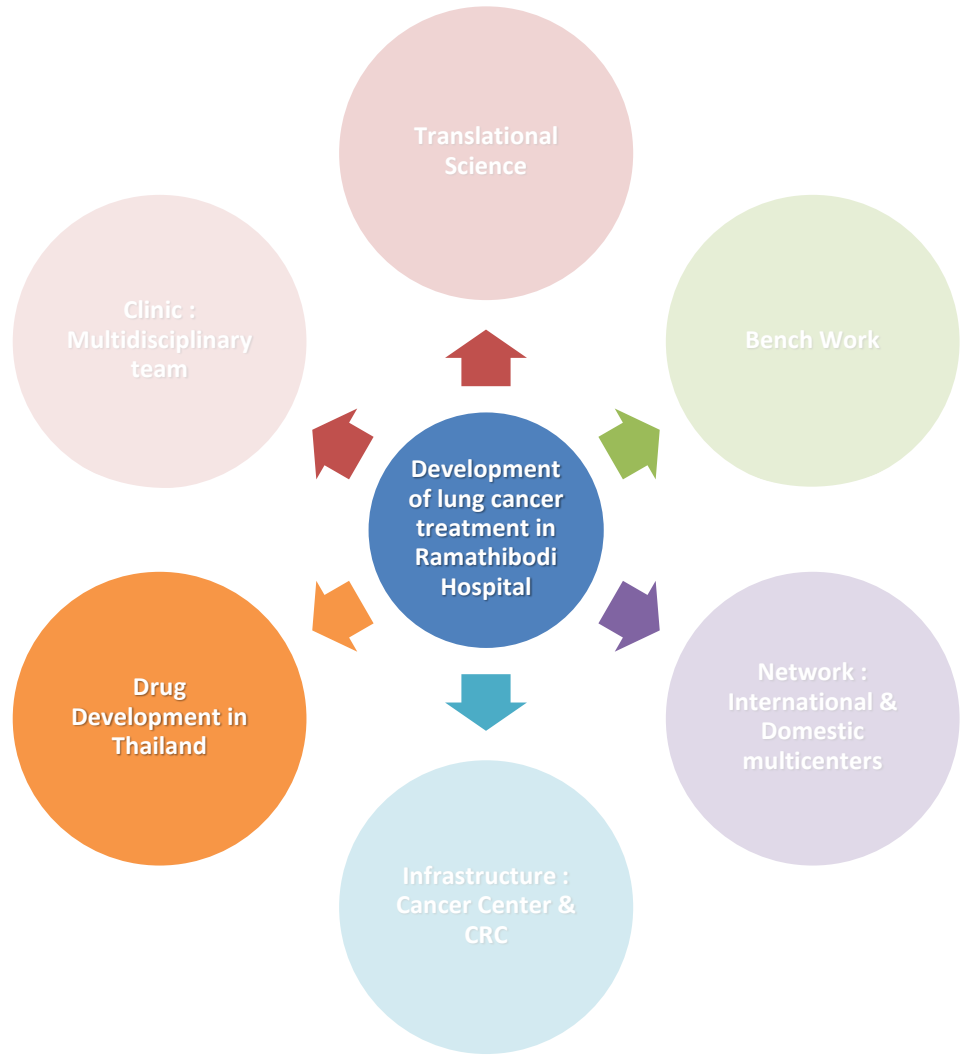 Translational
Science
Clinic :
Multidisciplinary
team
Bench Work
Development
of lung cancer
treatment in
Ramathibodi
Hospital
Drug
Development in
Thailand
Network :
International &
Domestic
multicenters
Infrastructure :
Cancer Center &
CRC